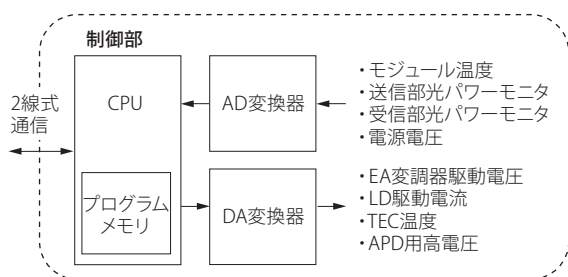 制御部
2線式
通信
CPU
プログラム
メモリ
AD変換器
DA変換器
・モジュール温度
・送信部光パワーモニタ
・受信部光パワーモニタ
・電源電圧
・EA変調器駆動電圧
・LD駆動電流
・TEC温度
・APD用高電圧